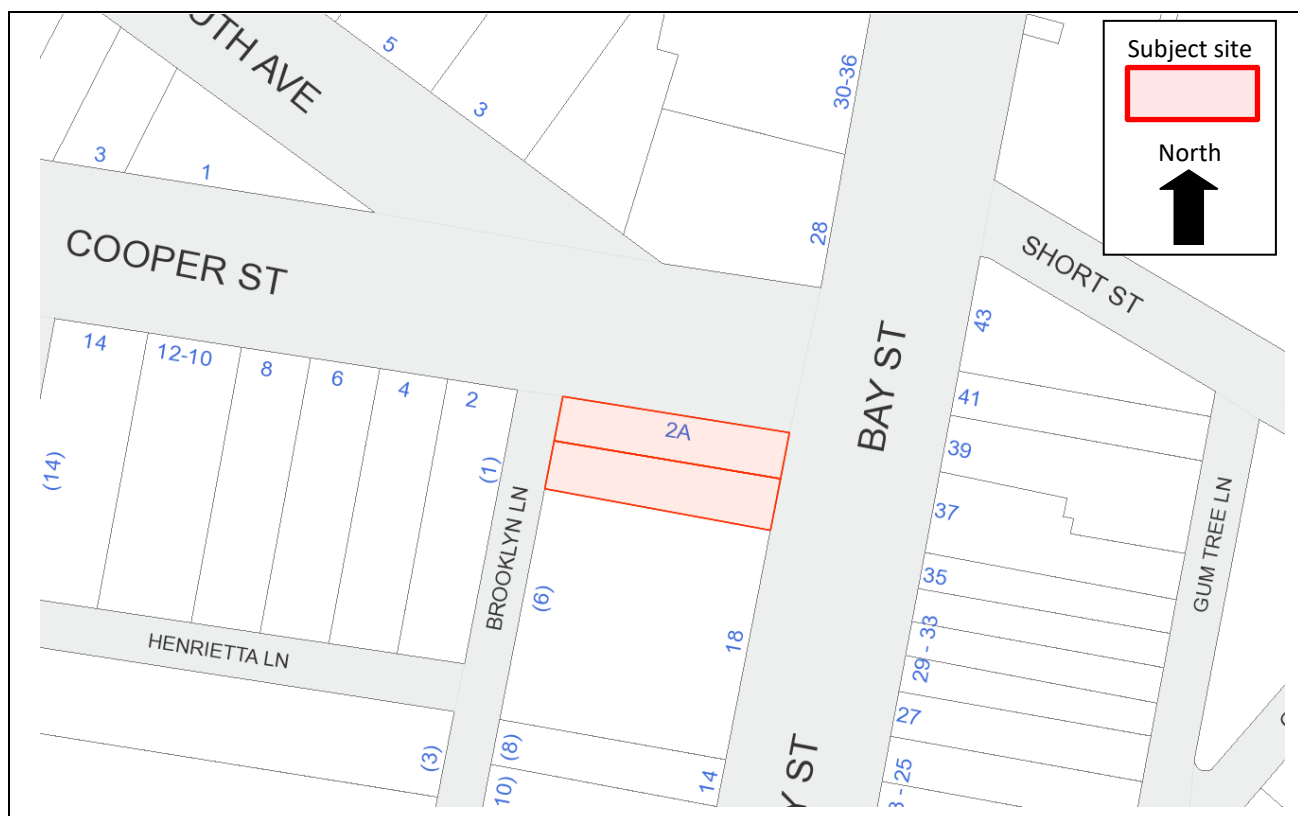 UTH AVE
5
3
30-36
Subject site
North
3
1
28
COOPER ST
SHORT ST
BAY ST
43
14
12-10
8
6
4
2
2A
41
39
(14)
(1)
BROOKLYN LN
37
GUM TREE LN
35
(6)
18
29 - 33
HENRIETTA LN
27
(3)
(8)
14
Y ST
10)
- 25